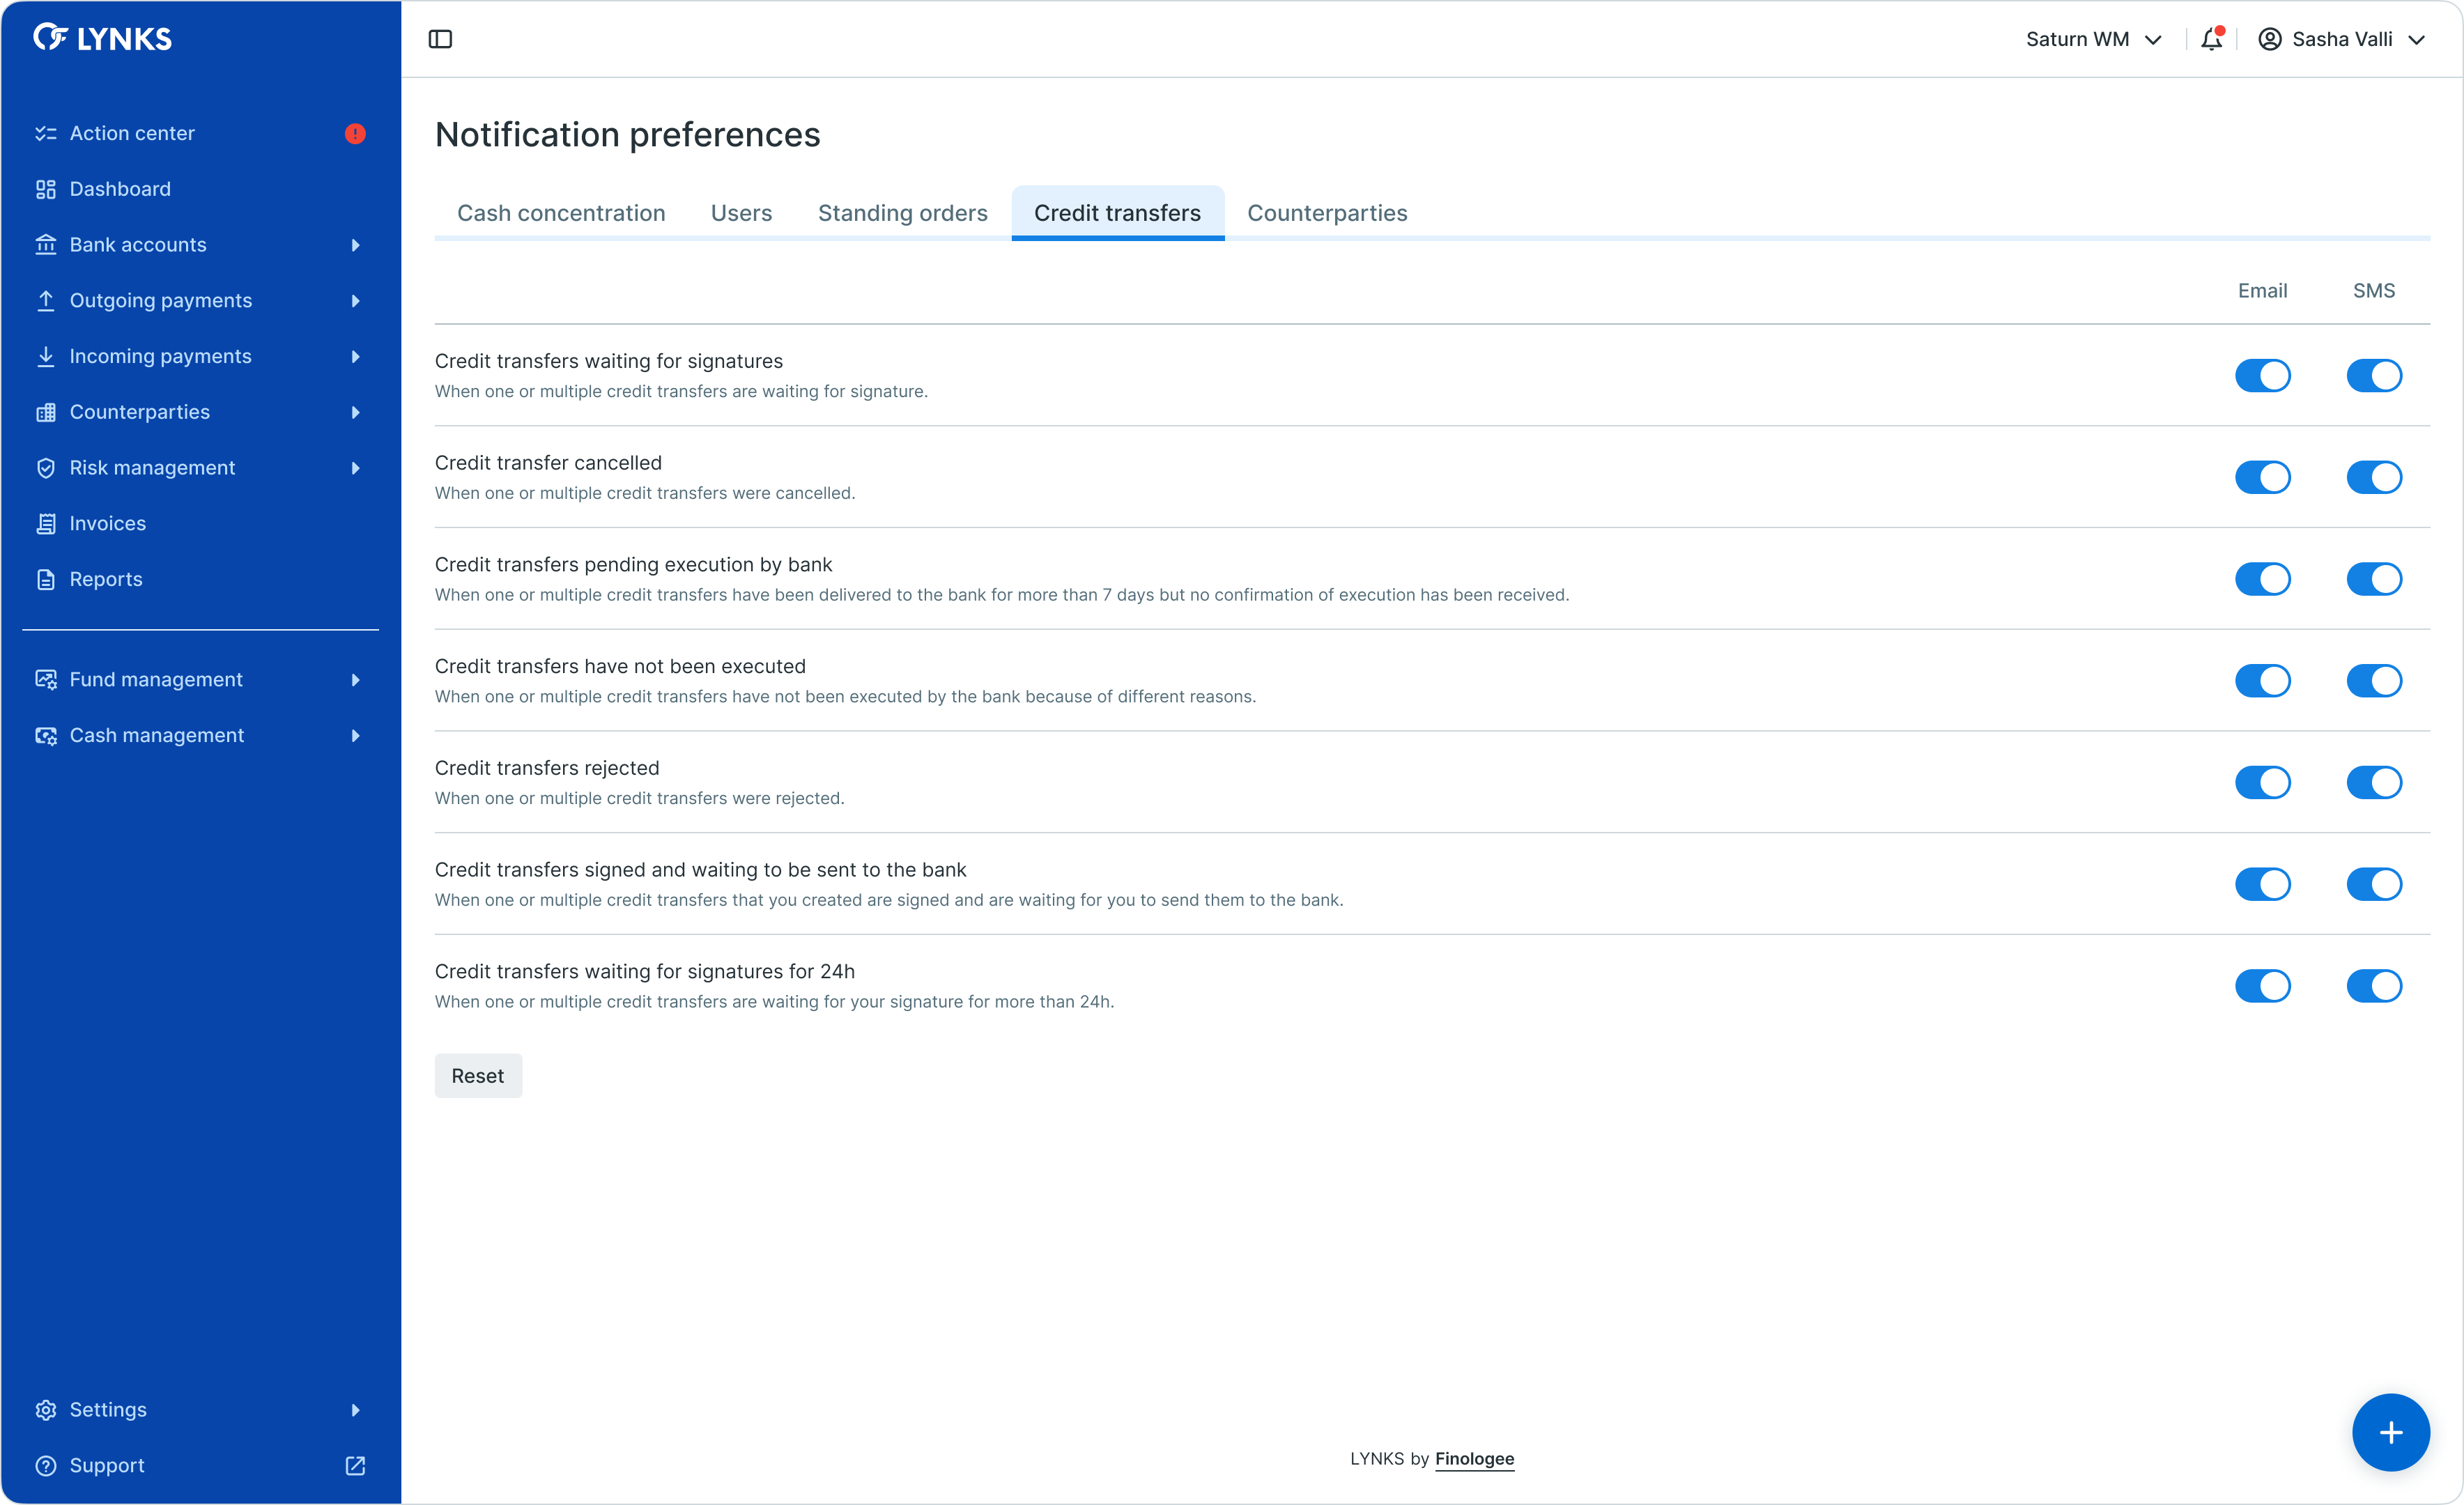 LYNKS
Saturn WM
Sasha Valli
Action center
Dashboard
Bank accounts
Outgoing payments
Incoming payments
Counterparties
Risk management
Invoices
Reports
Fund management
Cash management
Settings
Support
Notification preferences
Cash concentration
Users
Standing orders
Credit transfers
Counterparties
Email
SMS
Credit transfers waiting for signatures
When one or multiple credit transfers are waiting for signature.
Credit transfer cancelled
When one or multiple credit transfers were cancelled.
Credit transfers pending execution by bank
When one or multiple credit transfers have been delivered to the bank for more than 7 days but no confirmation of execution has been received.
Credit transfers have not been executed
When one or multiple credit transfers have not been executed by the bank because of different reasons.
Credit transfers rejected
When one or multiple credit transfers were rejected.
Credit transfers signed and waiting to be sent to the bank
When one or multiple credit transfers that you created are signed and are waiting for you to send them to the bank.
Credit transfers waiting for signatures for 24h
When one or multiple credit transfers are waiting for your signature for more than 24h.
Reset
LYNKS by Finologee